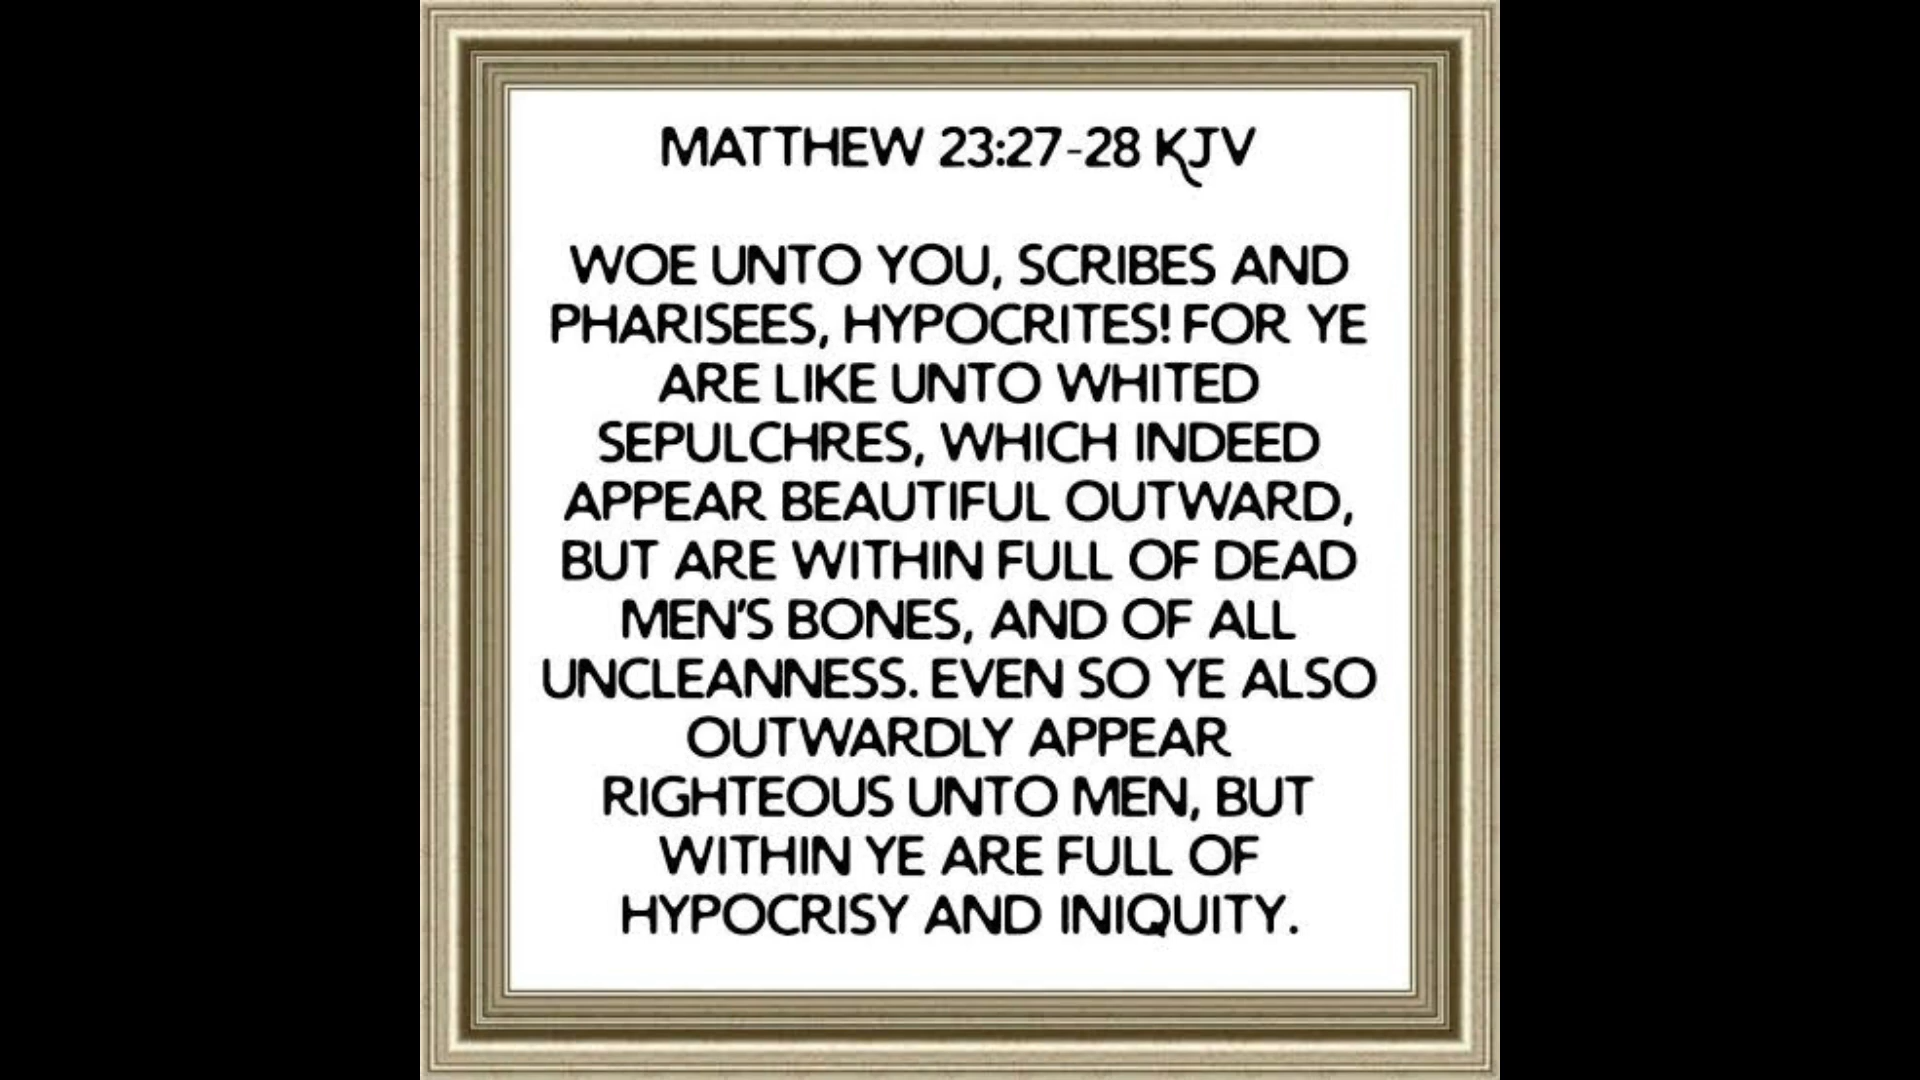 MATTHEW 23:27-28 KJV
WOE UNTO YOU, SCRIBES AND
PHARISEES, HYPOCRITES! FOR YE
ARE LIKE UNTO WHITED
SEPULCHRES, WHICH INDEED
APPEAR BEAUTIFUL OUTWARD,
BUT ARE WITHIN FULL OF DEAD
MEN'S BONES, AND OF ALL
UNCLEANNESS. EVEN SO YE ALSO
OUTWARDLY APPEAR
RIGHTEOUS UNTO MEN, BUT
WITHIN YE ARE FULL OF
HYPOCRISY AND INIQUITY.